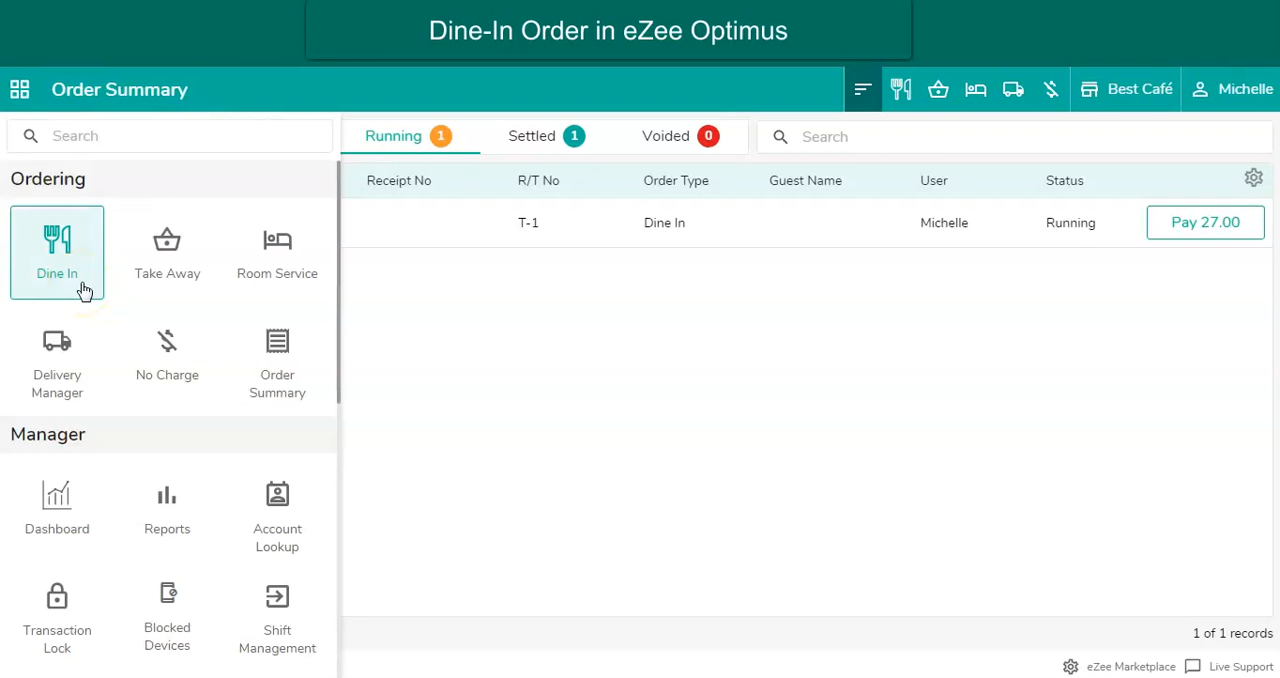 Dine-In Order in eZee Optimus
Order Summary
Best Café
Michelle
Search
Running 1
Settled 1
Voided 0
Search
Ordering
Receipt No
R/T No
Order Type
Guest Name
User
Status
T-1
Dine In
Michelle
Running
Pay 27.00
Dine In
Take Away
Room Service
Delivery
Manager
No Charge
Order
Summary
Manager
Dashboard
Reports
Account
Lookup
Transaction
Lock
Blocked
Devices
Shift
Management
1 of 1 records
eZee Marketplace
Live Support